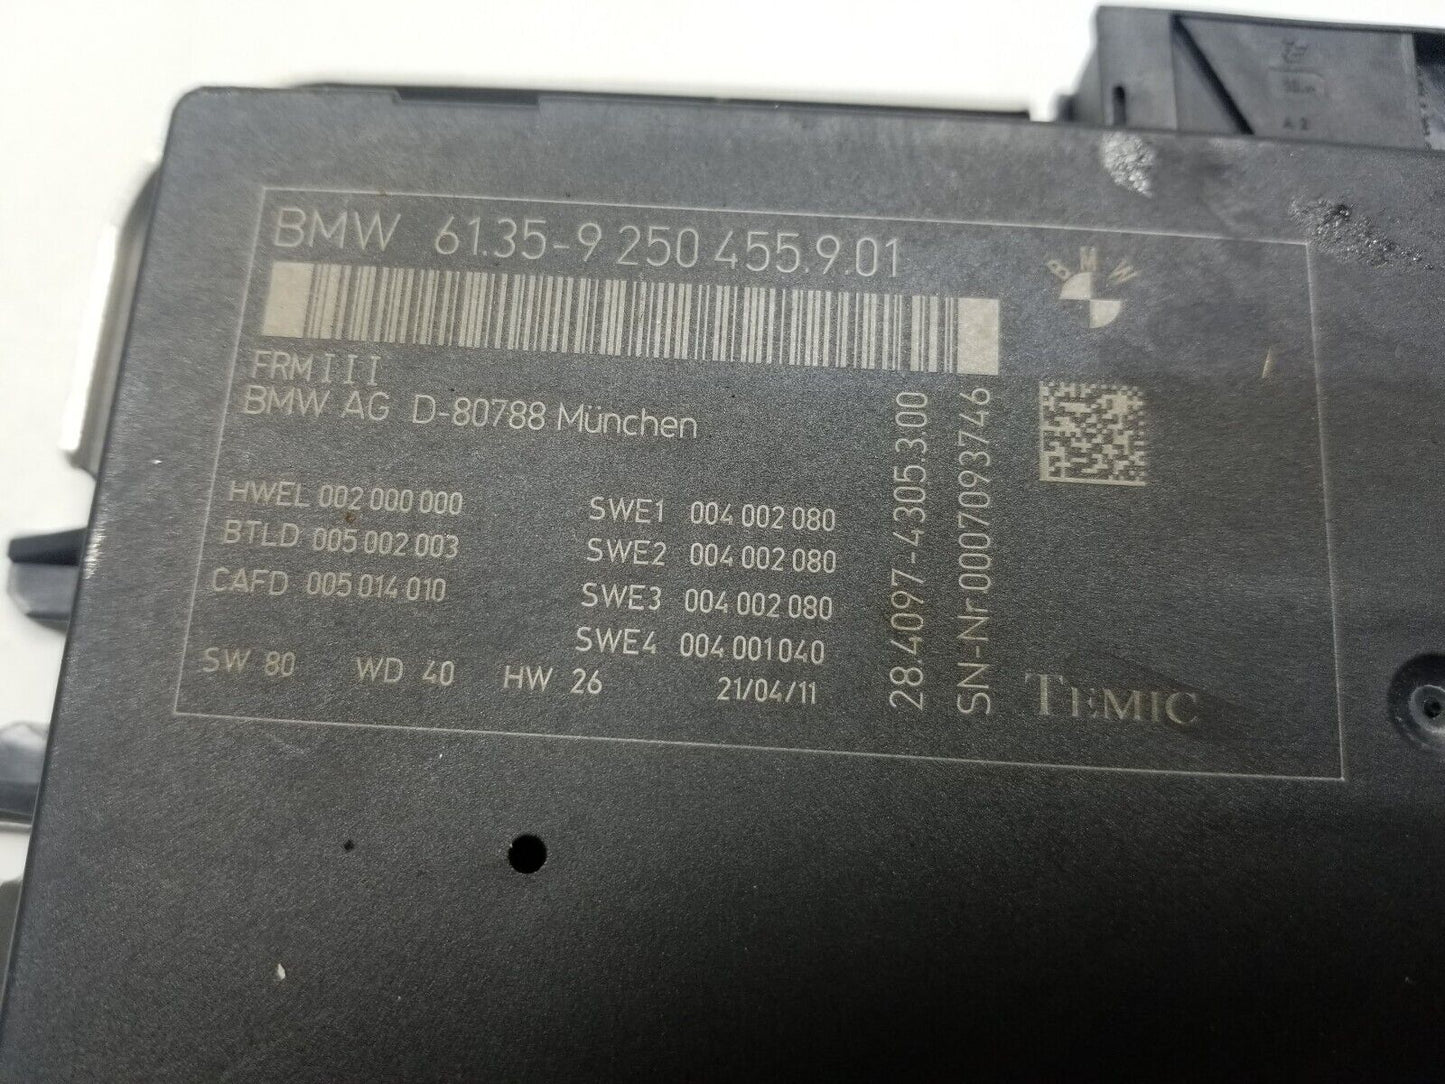 BMW 61.35-9 250 455.9.01
BMW
FRMIII
BMW AG D-80788 München
HWEL 002 000 000
BTLD 005 002 003
CAFD 005 014 010
SWE1 004 002 080
SWE2 004 002 080
SWE3 004 002 080
SWE4 004 001 040
SW 80 WD 40 HW 26 21/04/11
28.4097-4305.3.00
SN-Nr 0007093746
TEMIC
A 2